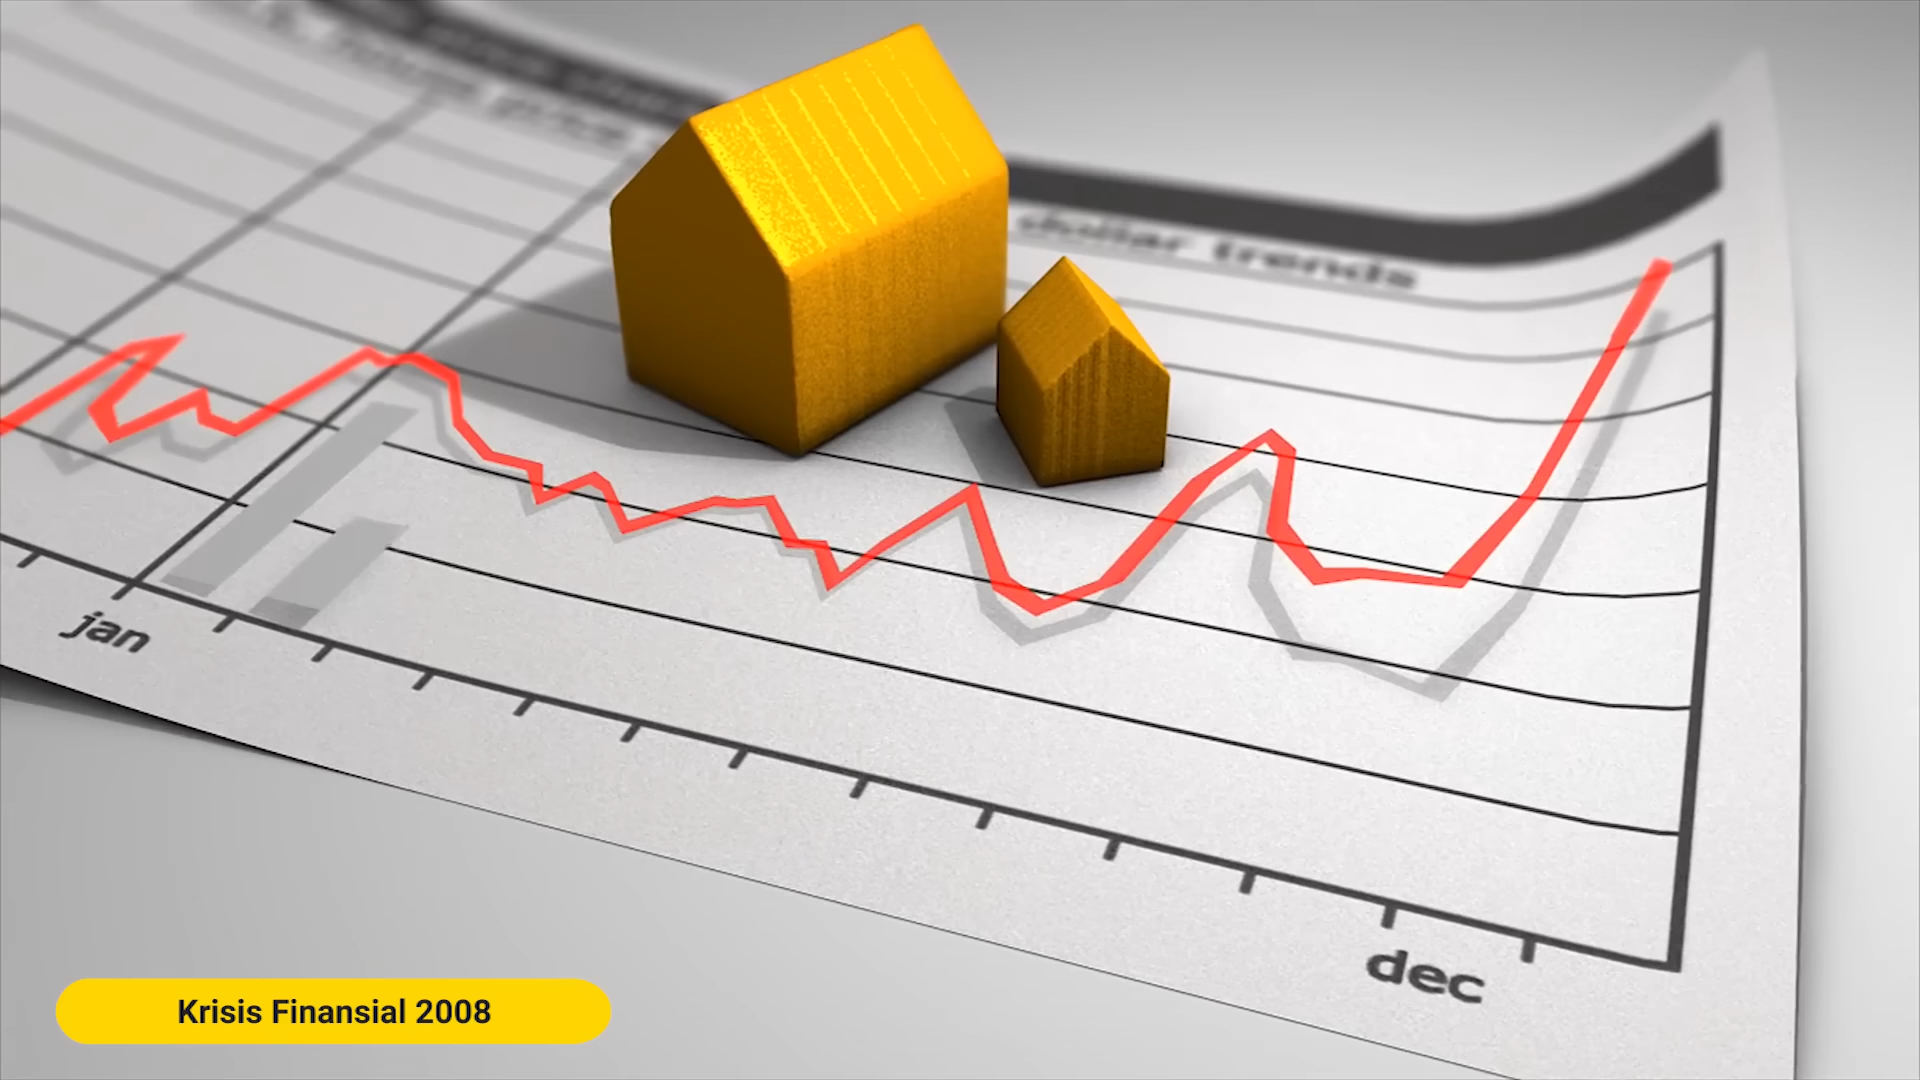 dollar trends
jan
dec
Krisis Finansial 2008